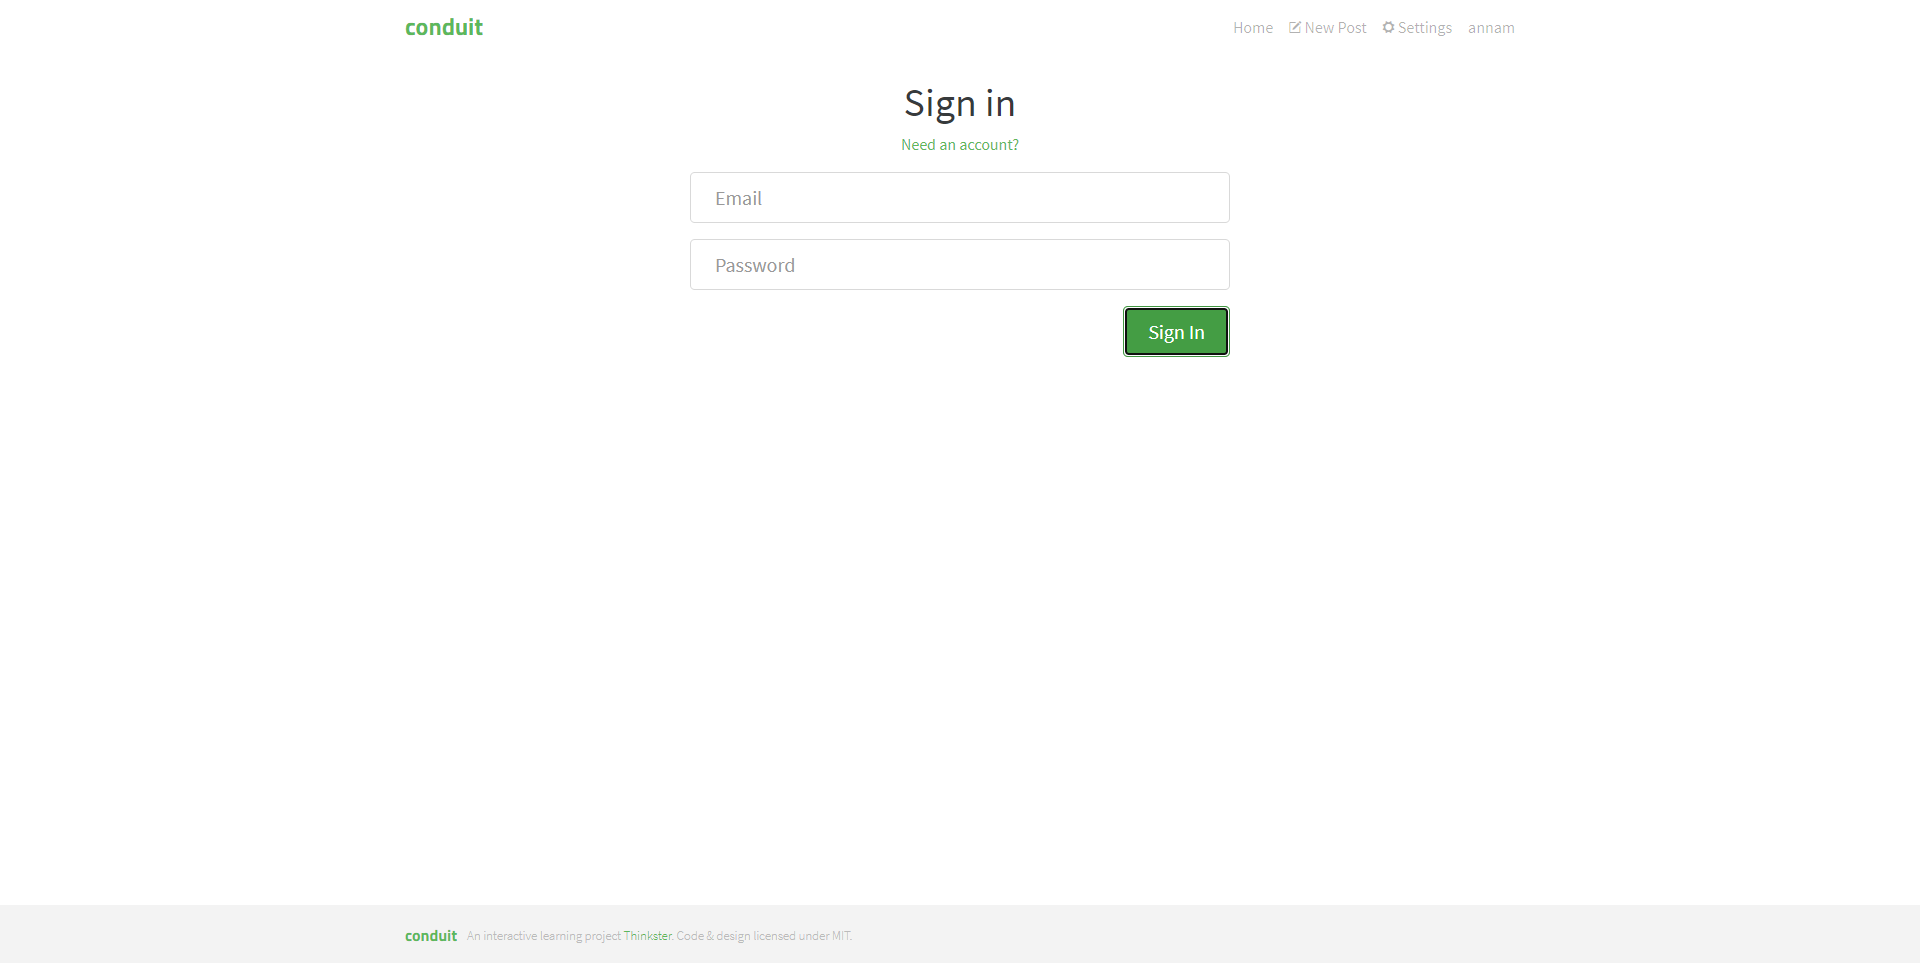 conduit
Home New Post Settings annam
Sign in
Need an account?
Email
Password
Sign In
conduit An interactive learning project Thinkster. Code & design licensed under MIT.